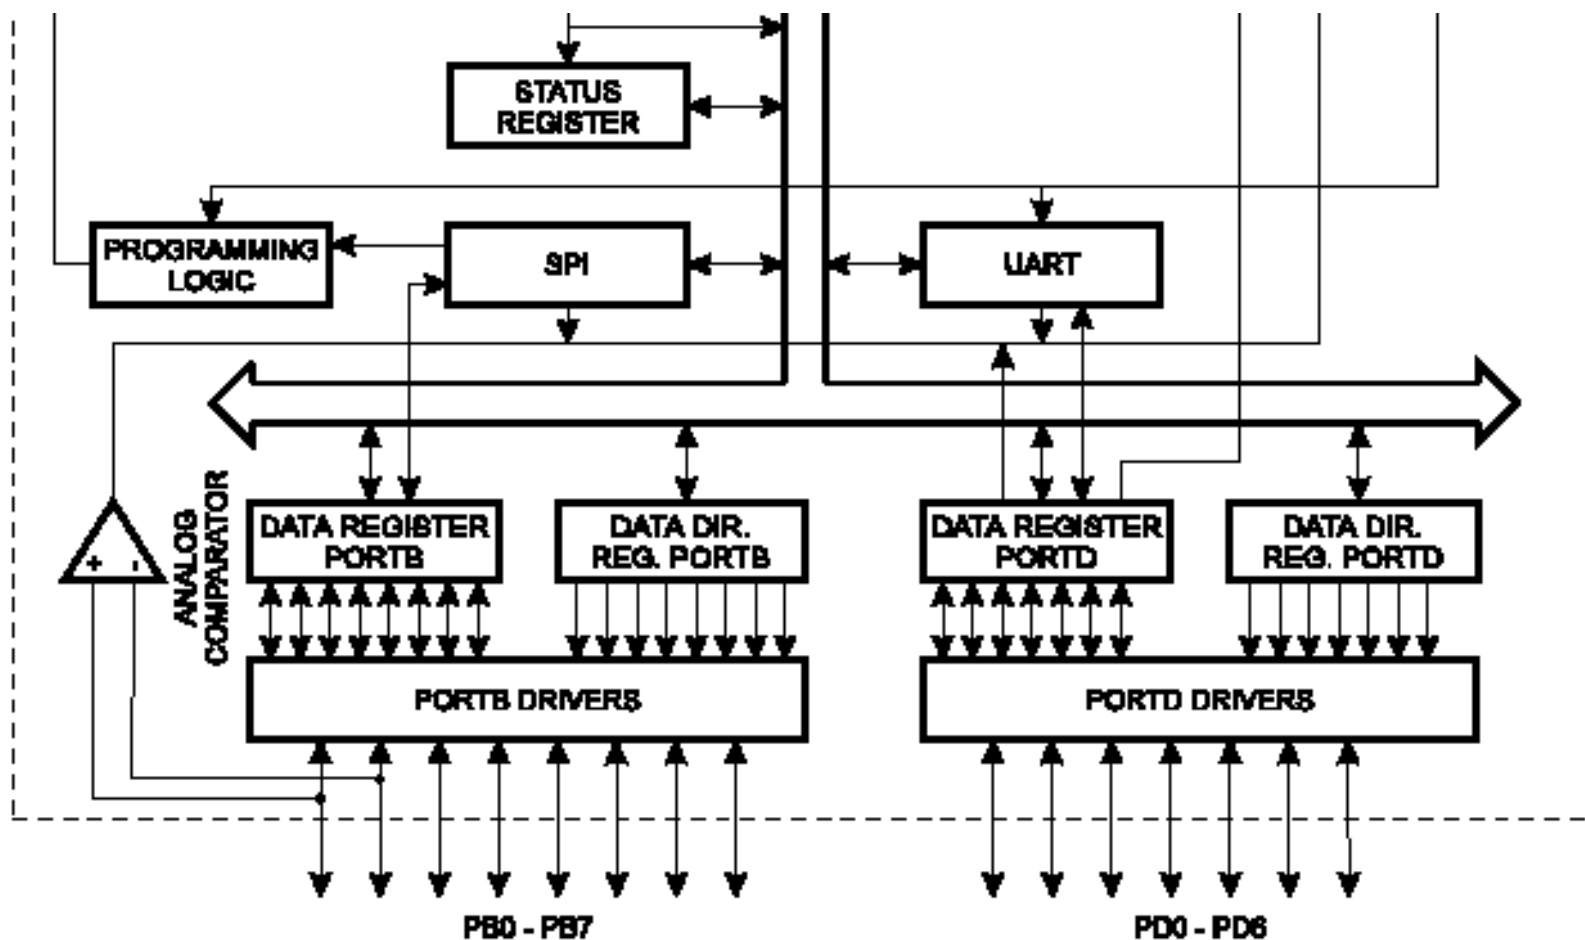 STATUS
REGISTER
PROGRAMMING
LOGIC
SPI
UART
ANALOG
COMPARATOR
+
-
DATA REGISTER
PORTB
DATA DIR.
REG. PORTB
DATA REGISTER
PORTD
DATA DIR.
REG. PORTD
PORTB DRIVERS
PORTD DRIVERS
PB0 - PB7
PD0 - PD6